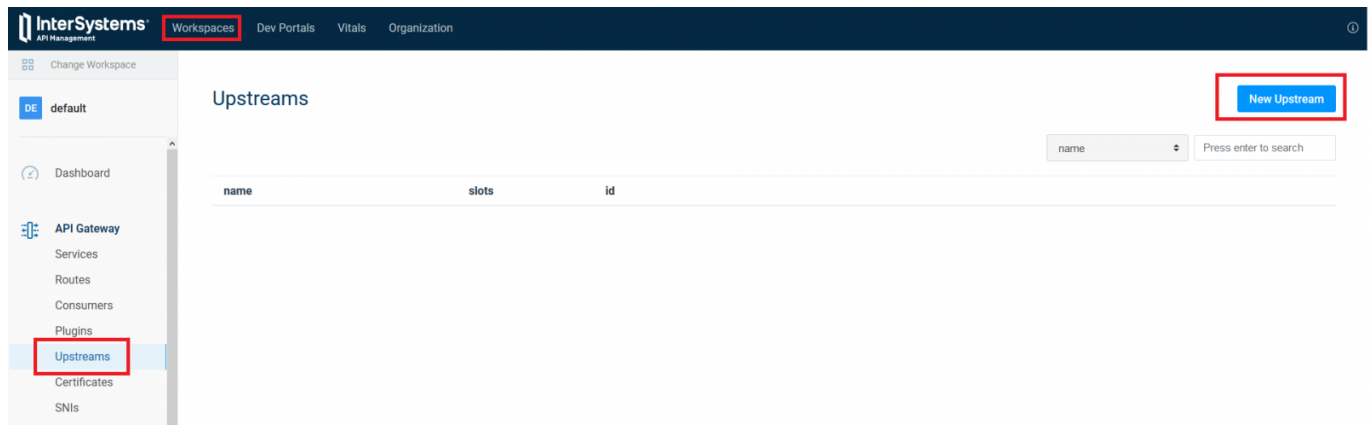 InterSystems®
API Management
Workspaces Dev Portals Vitals Organization
Change Workspace
DE default
Upstreams
New Upstream
name Press enter to search
Dashboard
name slots id
API Gateway
Services
Routes
Consumers
Plugins
Upstreams
Certificates
SNIs